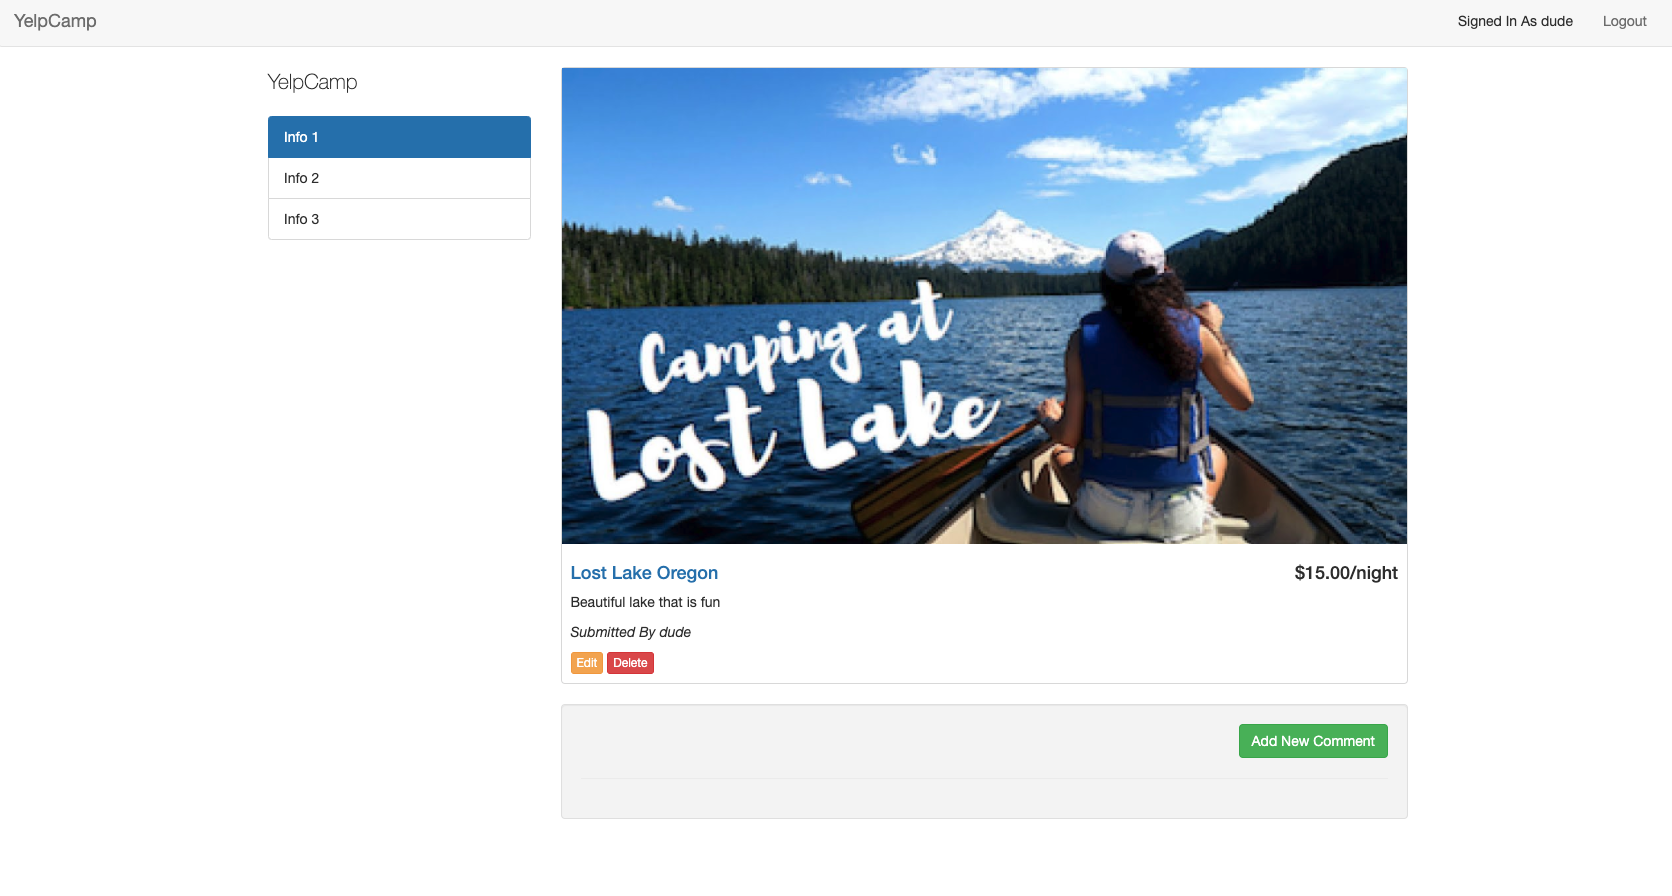 YelpCamp
Signed In As dude
Logout
YelpCamp
Info 1
Info 2
Info 3
Camping at
Lost Lake
Lost Lake Oregon
$15.00/night
Beautiful lake that is fun
Submitted By dude
Edit
Delete
Add New Comment